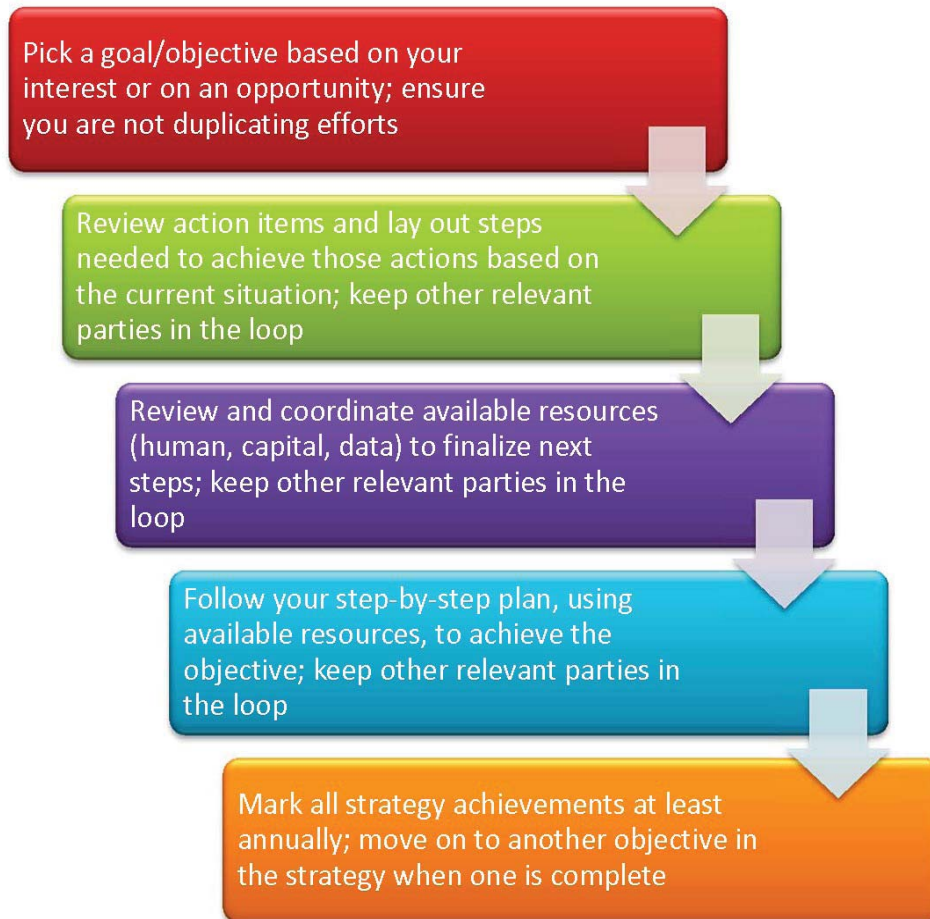 Pick a goal/objective based on your
interest or on an opportunity; ensure
you are not duplicating efforts
Review action items and lay out steps
needed to achieve those actions based on
the current situation; keep other relevant
parties in the loop
Review and coordinate available resources
(human, capital, data) to finalize next
steps; keep other relevant parties in the
loop
Follow your step-by-step plan, using
available resources, to achieve the
objective; keep other relevant parties in
the loop
Mark all strategy achievements at least
annually; move on to another objective in
the strategy when one is complete